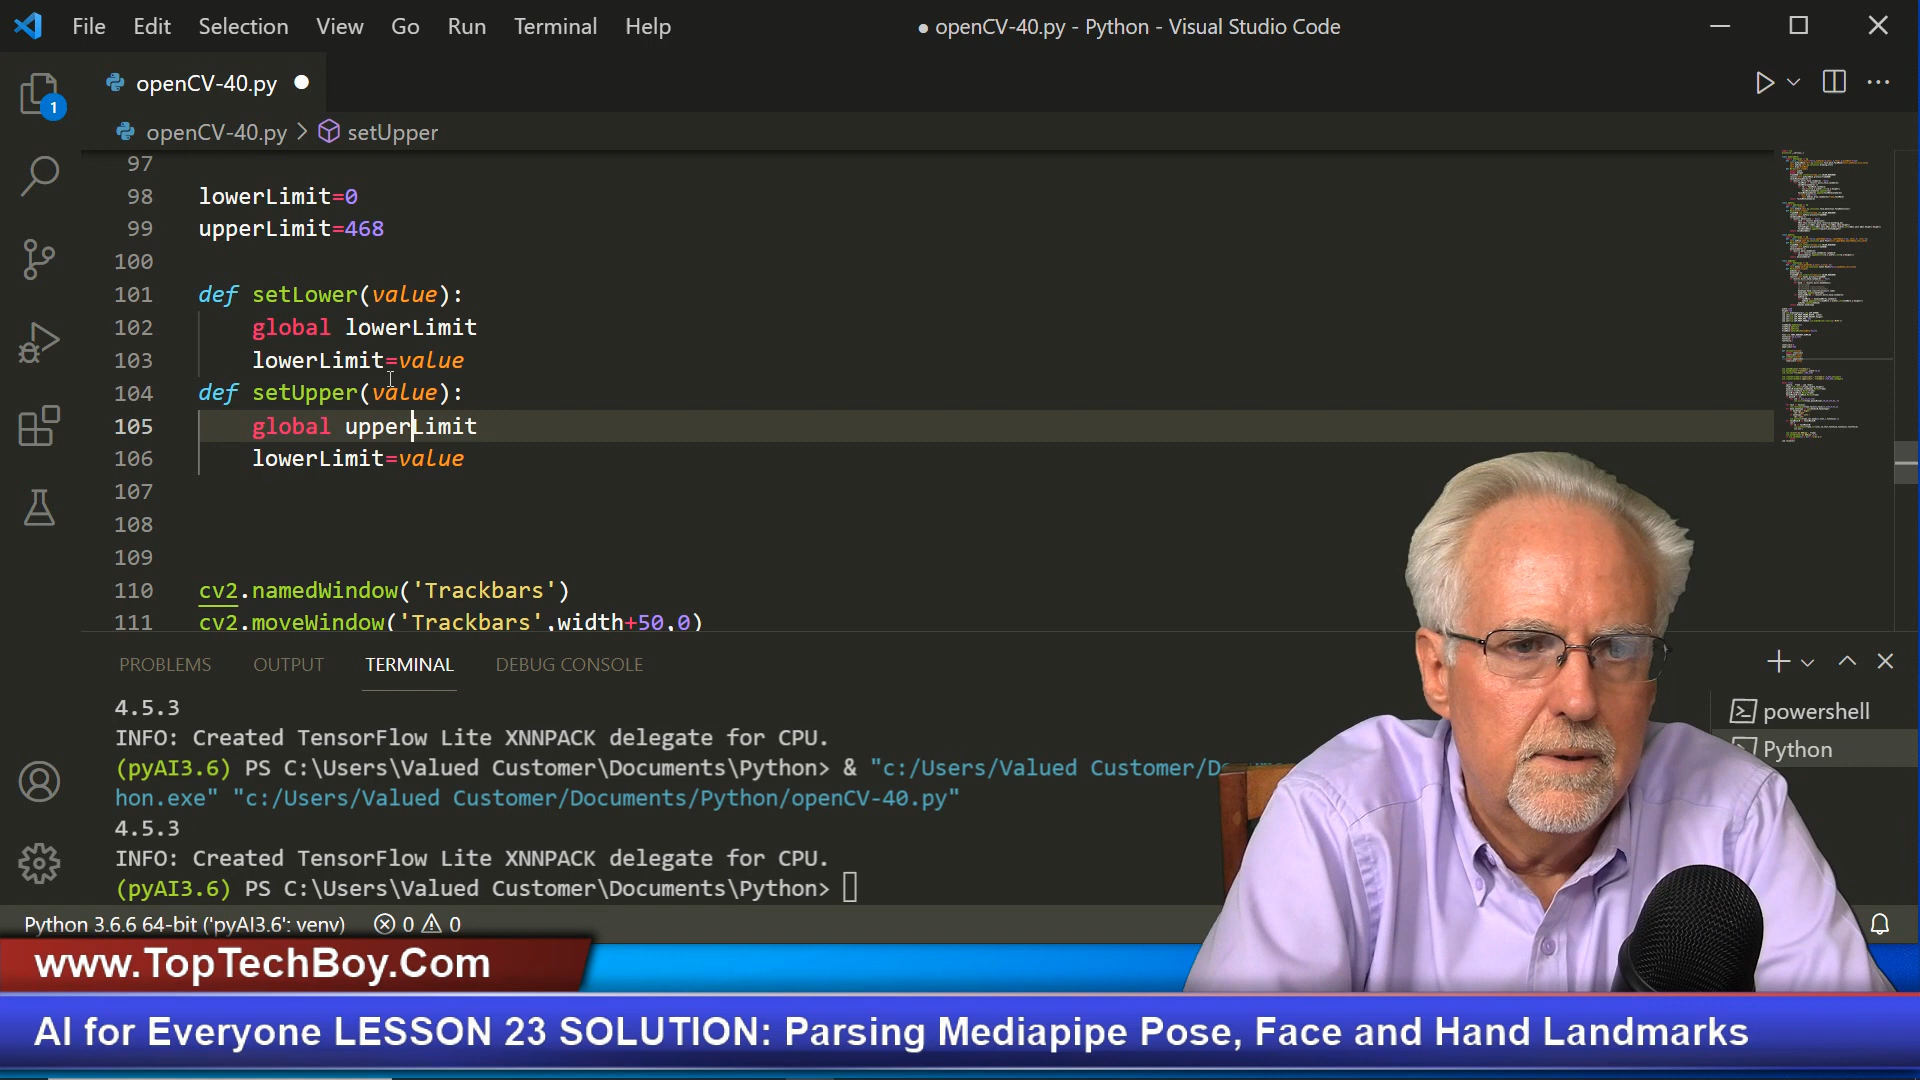 File Edit Selection View Go Run Terminal Help
● openCV-40.py - Python - Visual Studio Code
openCV-40.py ●
openCV-40.py > setUpper
1
97
98 lowerLimit=0
99 upperLimit=468
100
101 def setLower(value):
102 global lowerLimit
103 lowerLimit=value
104 def setUpper(value):
105 global upperLimit
106 lowerLimit=value
107
108
109
110 cv2.namedWindow('Trackbars')
111 cv2.moveWindow('Trackbars',width+50,0)
PROBLEMS OUTPUT TERMINAL DEBUG CONSOLE
4.5.3
INFO: Created TensorFlow Lite XNNPACK delegate for CPU.
(pyAI3.6) PS C:\Users\Valued Customer\Documents\Python> & "c:/Users/Valued Customer/
hon.exe" "c:/Users/Valued Customer/Documents/Python/openCV-40.py"
4.5.3
INFO: Created TensorFlow Lite XNNPACK delegate for CPU.
(pyAI3.6) PS C:\Users\Valued Customer\Documents\Python>
powershell
Python
Python 3.6.6 64-bit ('pyAI3.6': venv) 0 0
www.TopTechBoy.Com
AI for Everyone LESSON 23 SOLUTION: Parsing Mediapipe Pose, Face and Hand Landmarks